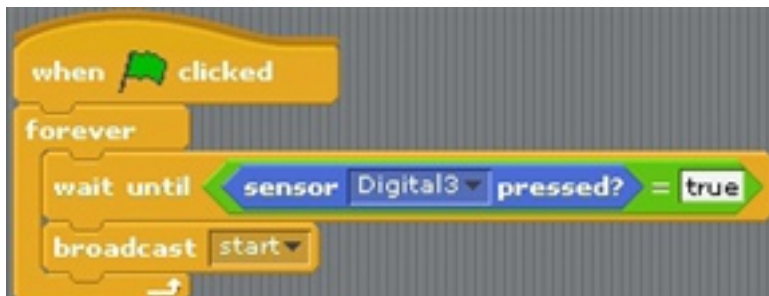 when clicked
forever
wait until sensor Digital3 pressed? = true
broadcast start